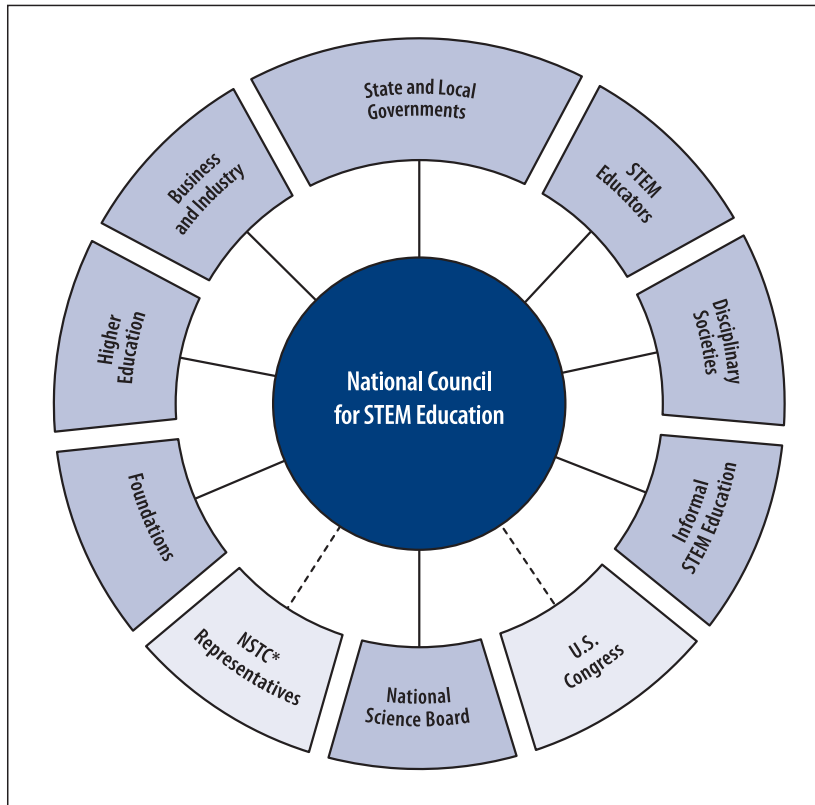 State and Local
Governments
STEM
Educators
Disciplinary
Societies
Informal
STEM Education
U.S.
Congress
National
Science Board
NSTC*
Representatives
Foundations
Higher
Education
Business
and Industry
National Council
for STEM Education